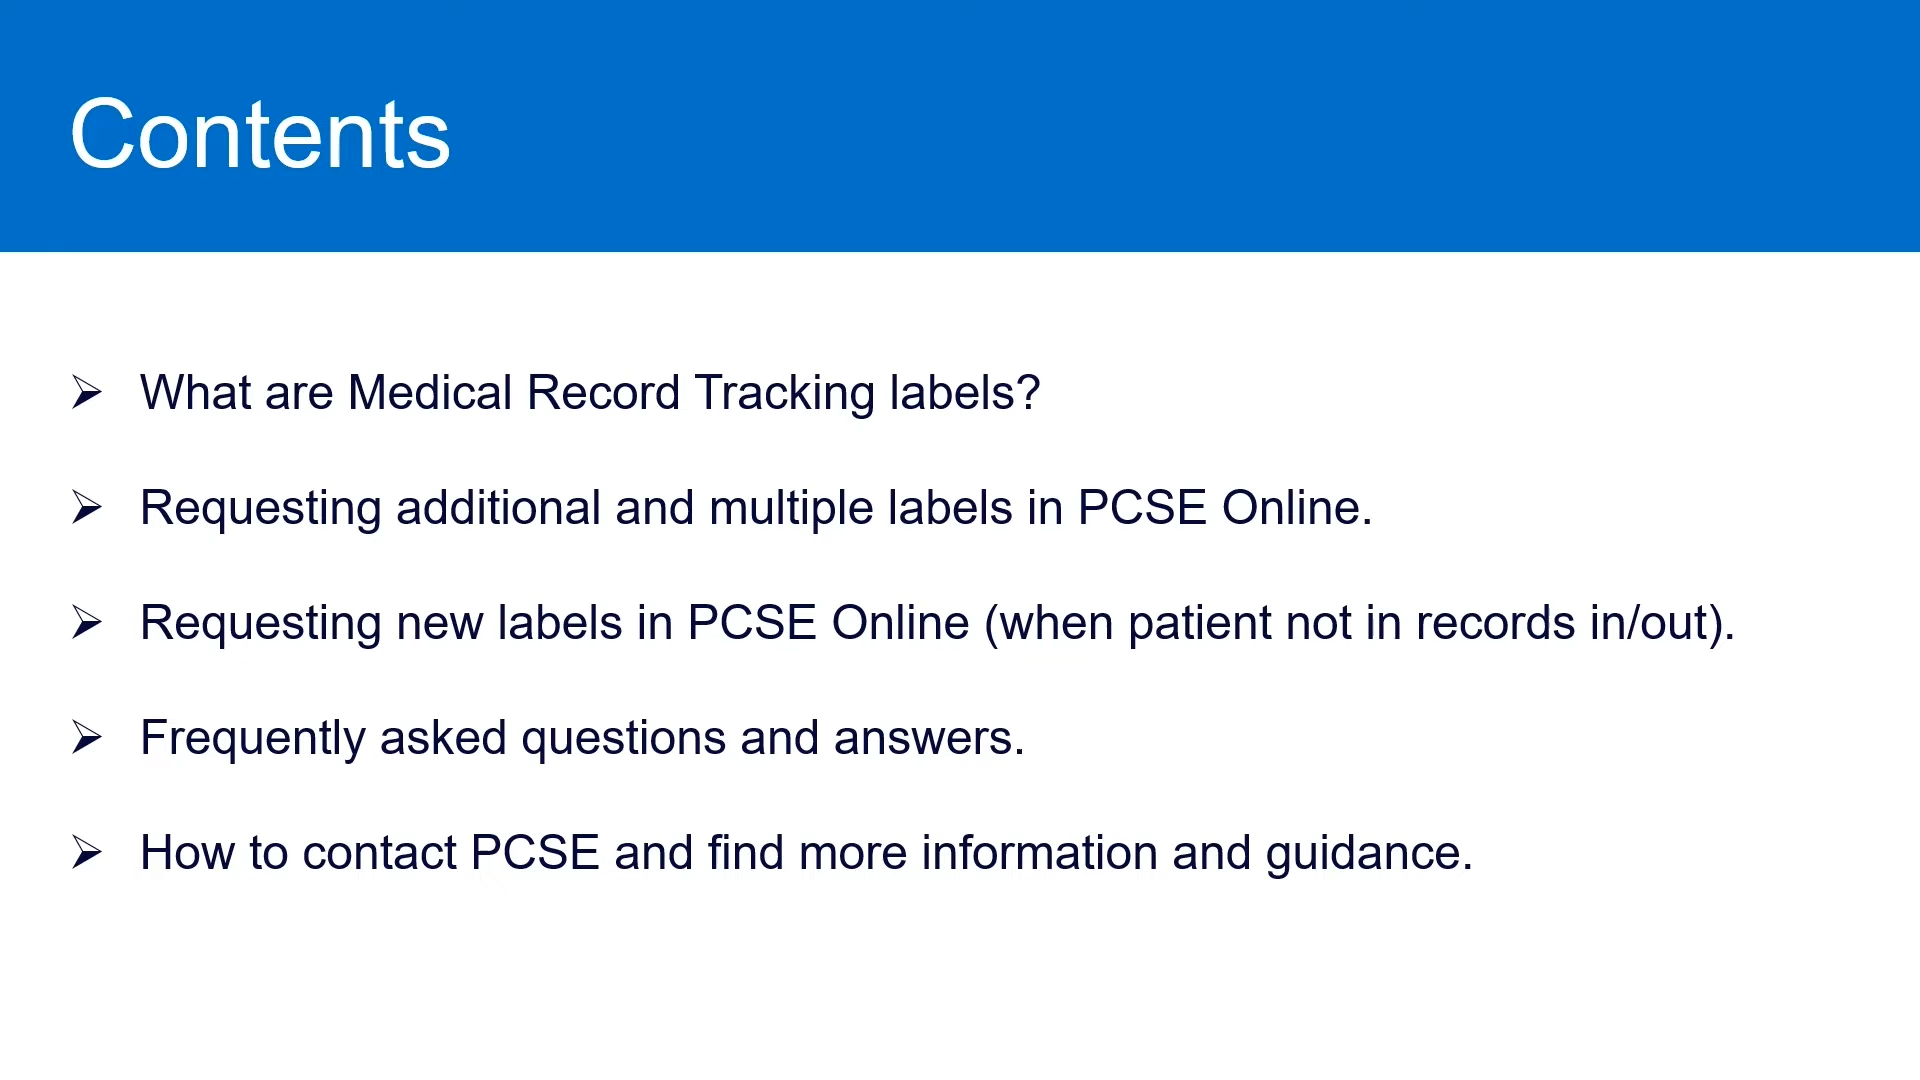 Contents
➢ What are Medical Record Tracking labels?
➢ Requesting additional and multiple labels in PCSE Online.
➢ Requesting new labels in PCSE Online (when patient not in records in/out).
➢ Frequently asked questions and answers.
➢ How to contact PCSE and find more information and guidance.